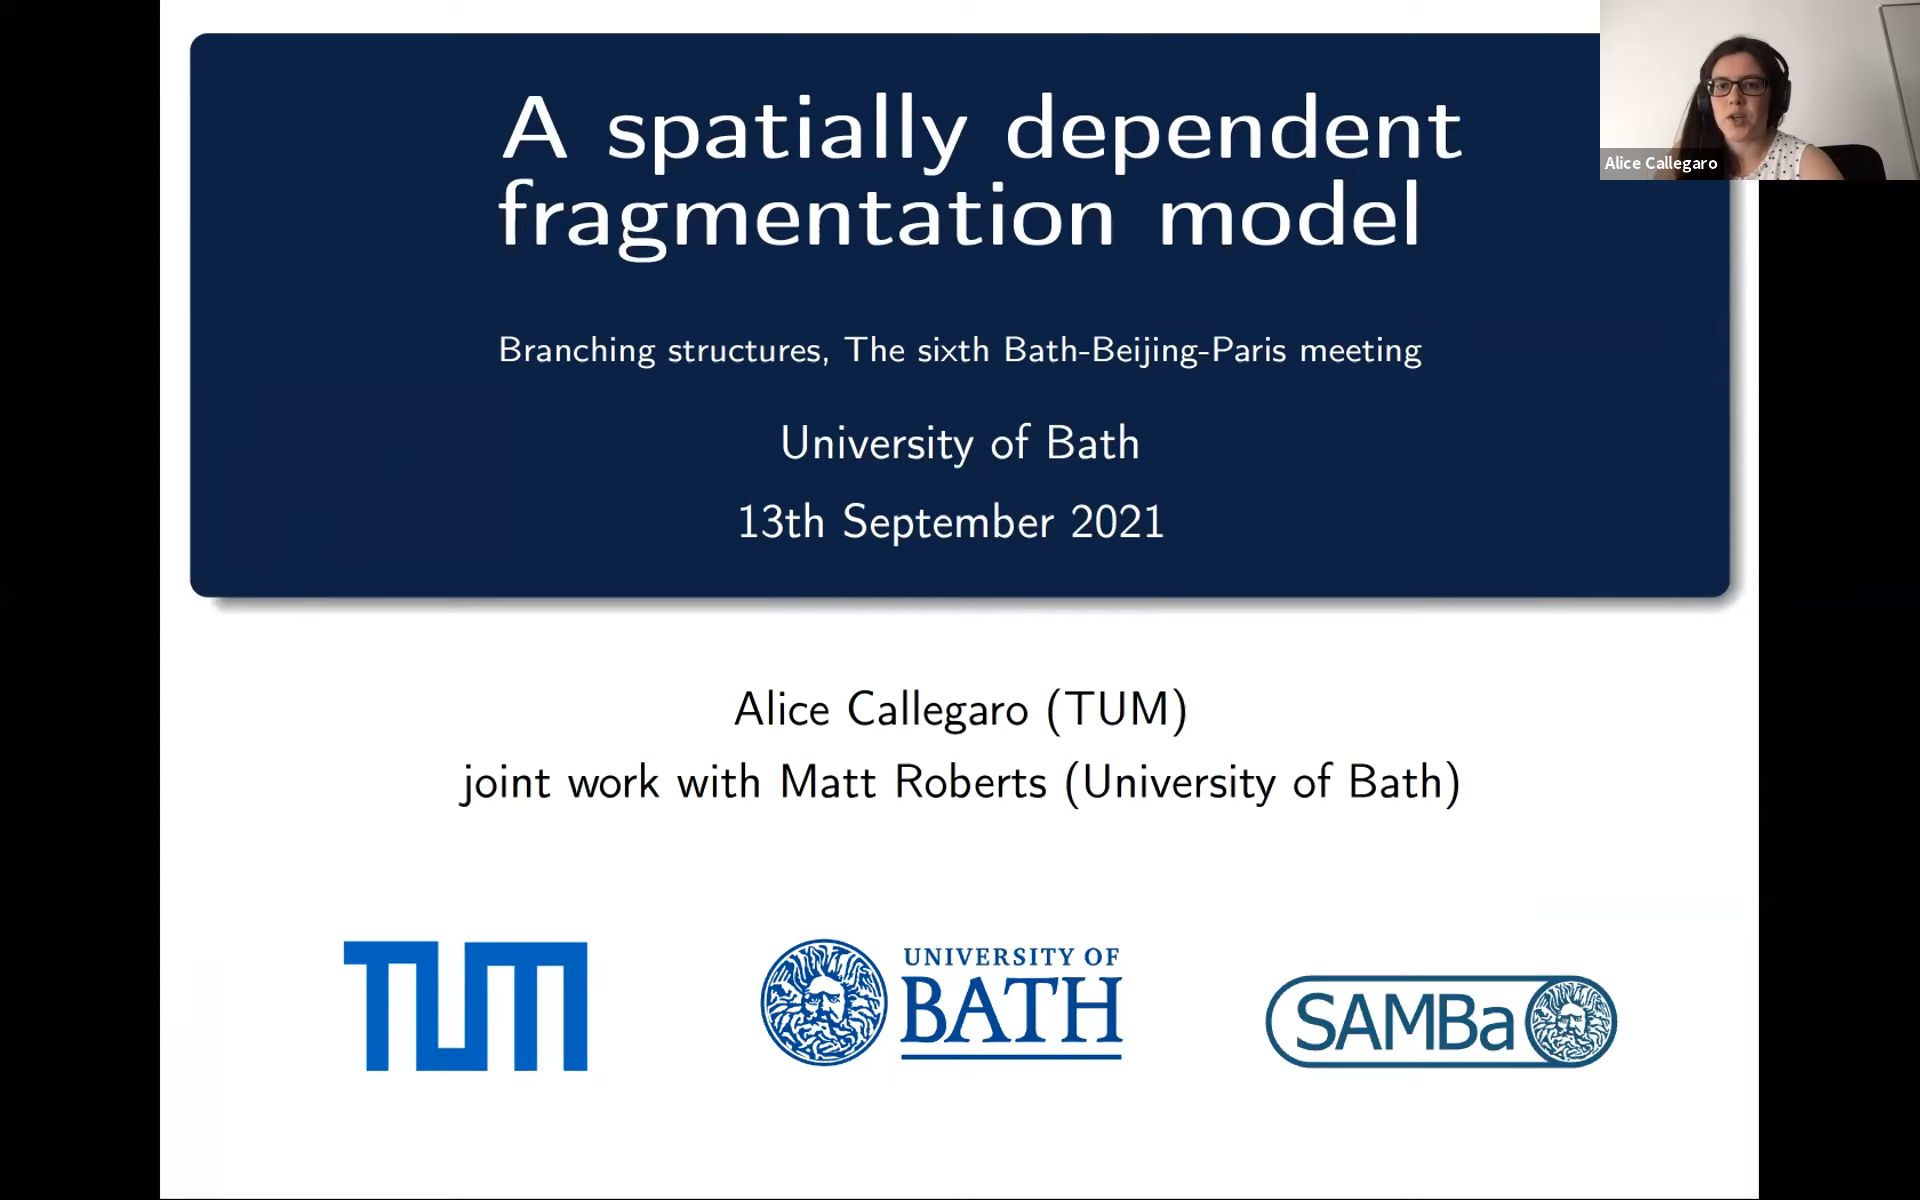 A spatially dependent
fragmentation model
Branching structures, The sixth Bath-Beijing-Paris meeting
University of Bath
13th September 2021
Alice Callegaro
Alice Callegaro (TUM)
joint work with Matt Roberts (University of Bath)
TUM
UNIVERSITY OF
BATH
SAMBa